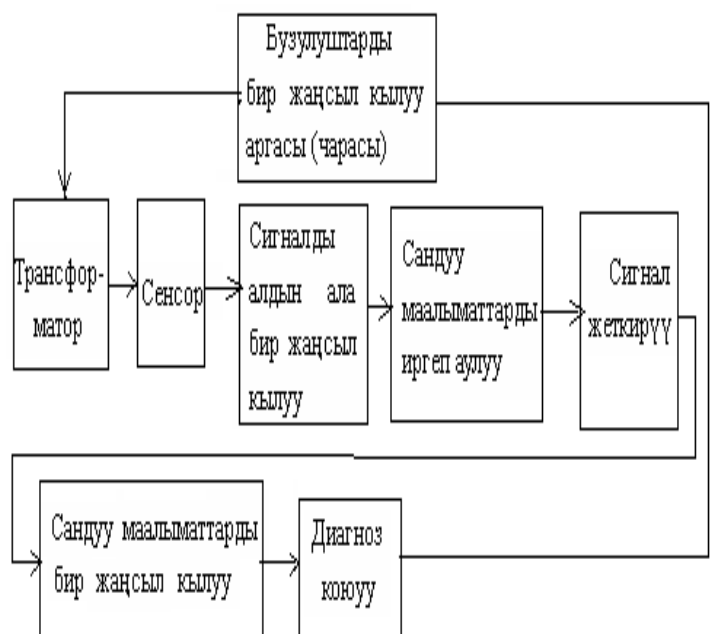 Бузулуштарды
бир жаңсыл кылуу
аргасы (чарасы)
Трансфор-
матор
Сенсор
Сигналды
алдын ала
бир жаңсыл
кылуу
Сандуу
маалыматтарды
иргеп аулуу
Сигнал
жеткирүү
Сандуу маалыматтарды
бир жаңсыл кылуу
Диагноз
коюуу